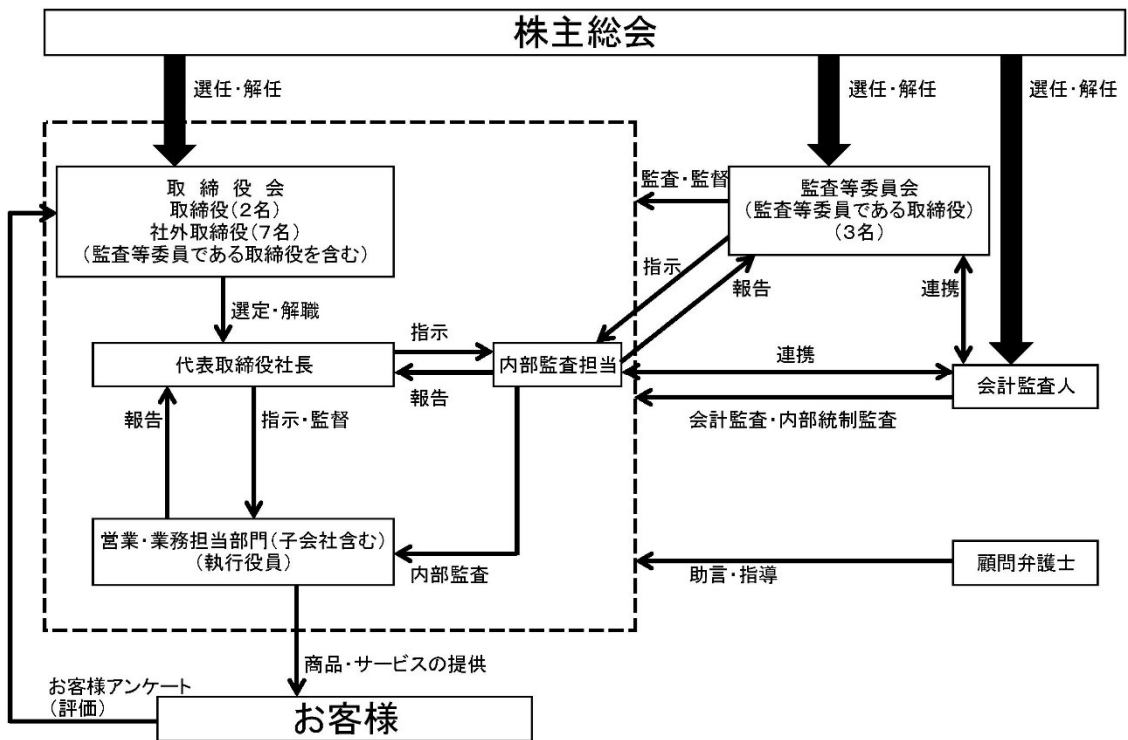 株主総会
選任・解任
選任・解任
選任・解任
取 締 役 会
取締役(2名)
社外取締役(7名)
(監査等委員である取締役を含む)
監査・監督
監査等委員会
(監査等委員である取締役)
(3名)
指示
報告
連携
選定・解職
代表取締役社長
指示
報告
内部監査担当
連携
会計監査人
会計監査・内部統制監査
報告
指示・監督
営業・業務担当部門(子会社含む)
(執行役員)
内部監査
助言・指導
顧問弁護士
商品・サービスの提供
お客様アンケート
(評価)
お客様